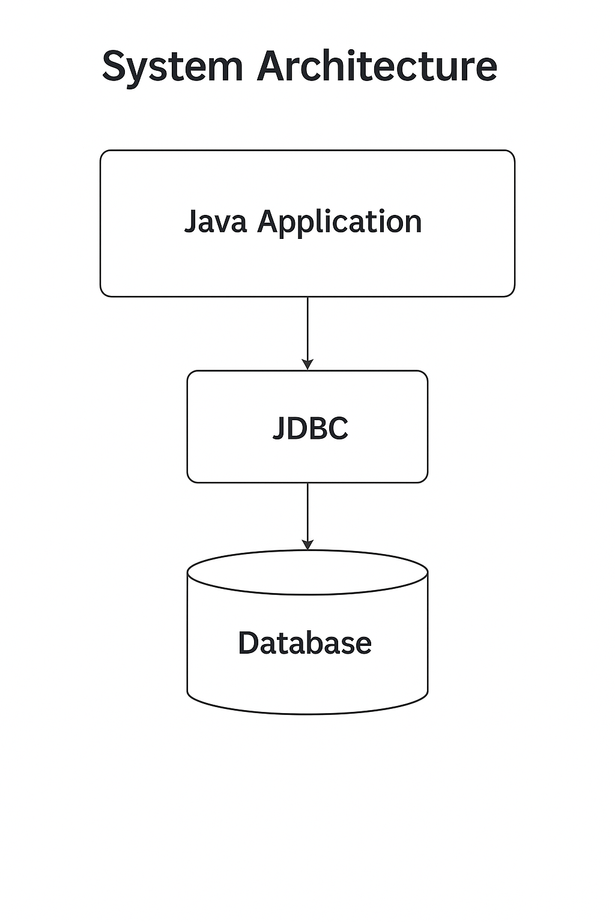 System Architecture
Java Application
JDBC
Database